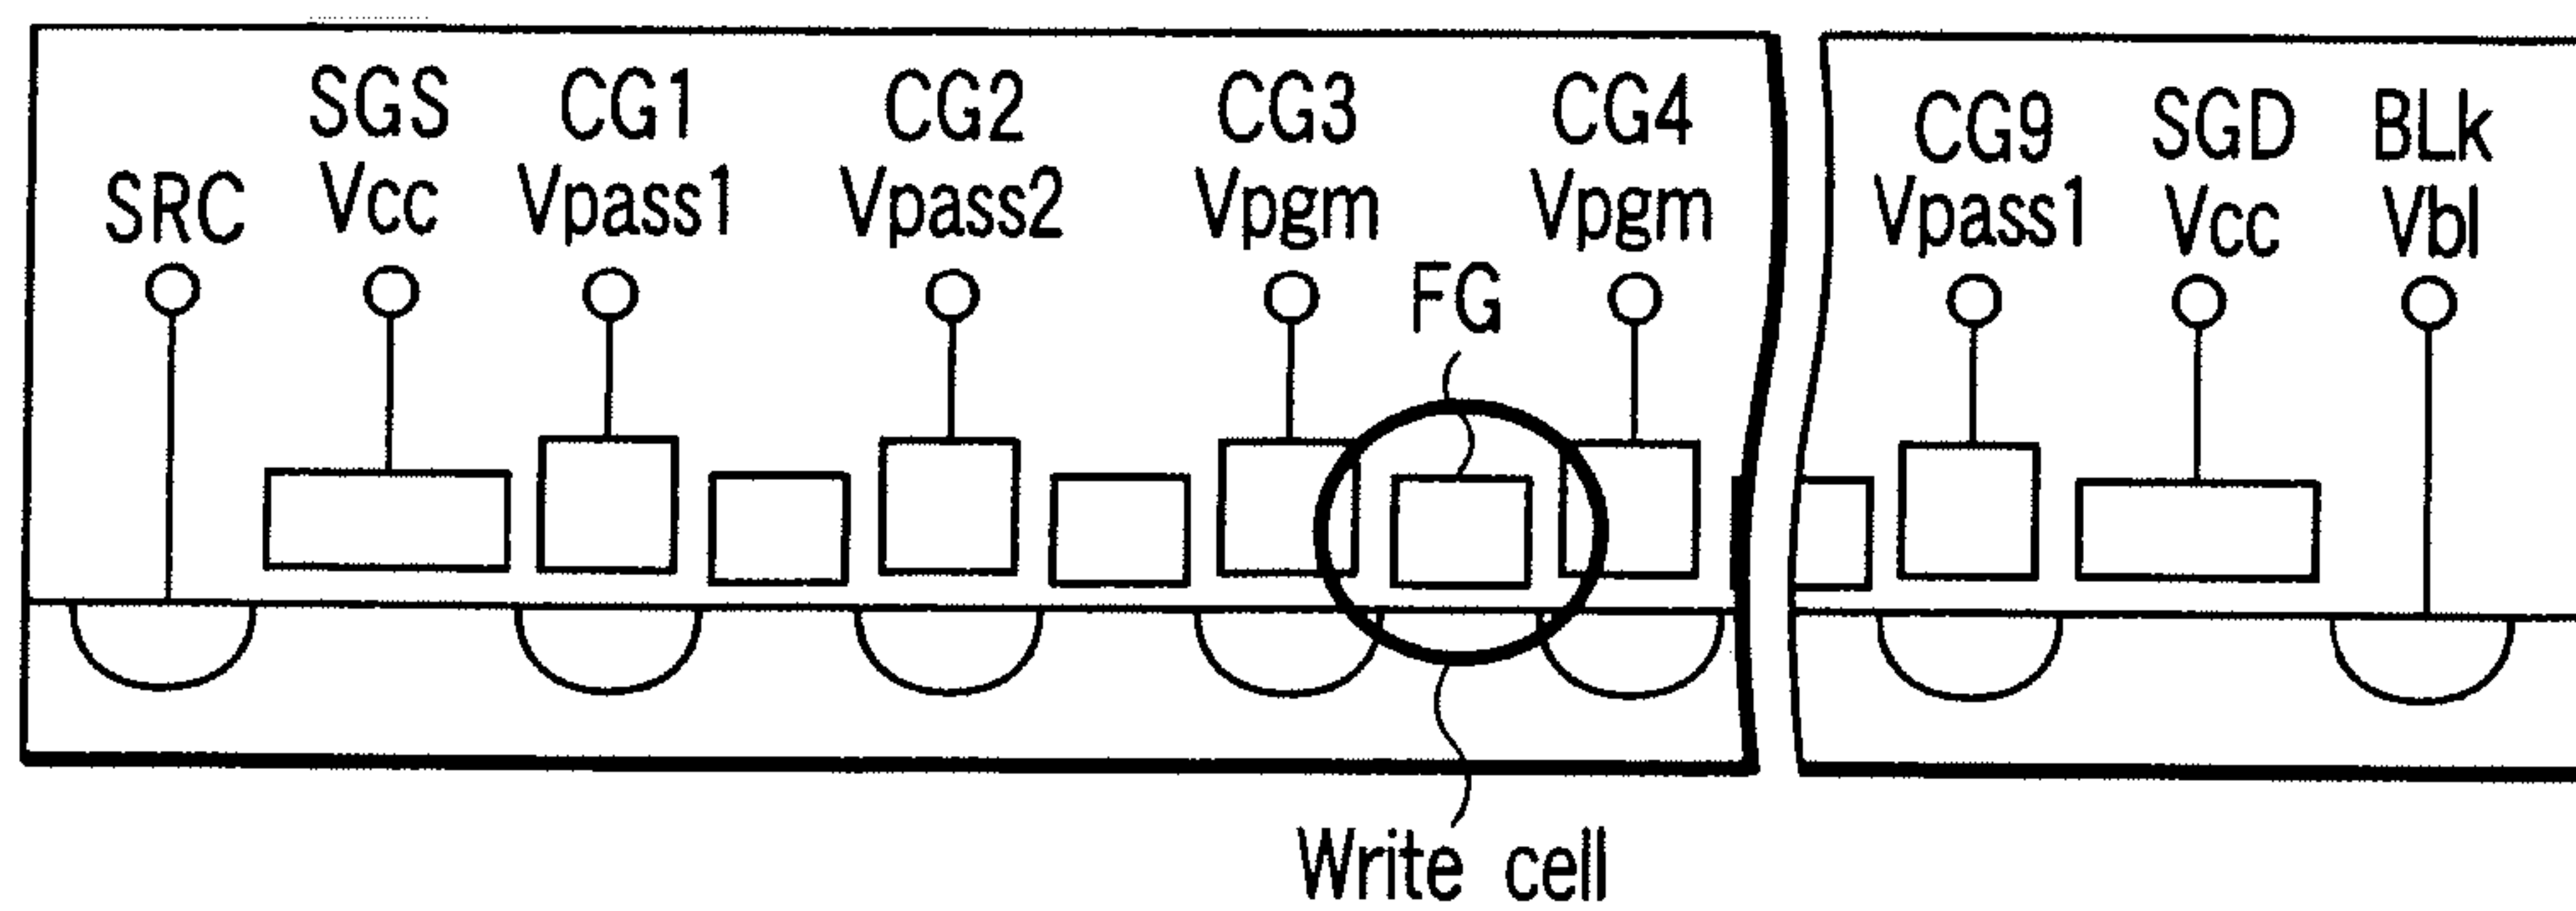 SGS CG1 CG2 CG3 CG4 CG9 SGD BLk
SRC Vcc Vpass1 Vpass2 Vpgm Vpgm Vpass1 Vcc Vbl
FG
Write cell